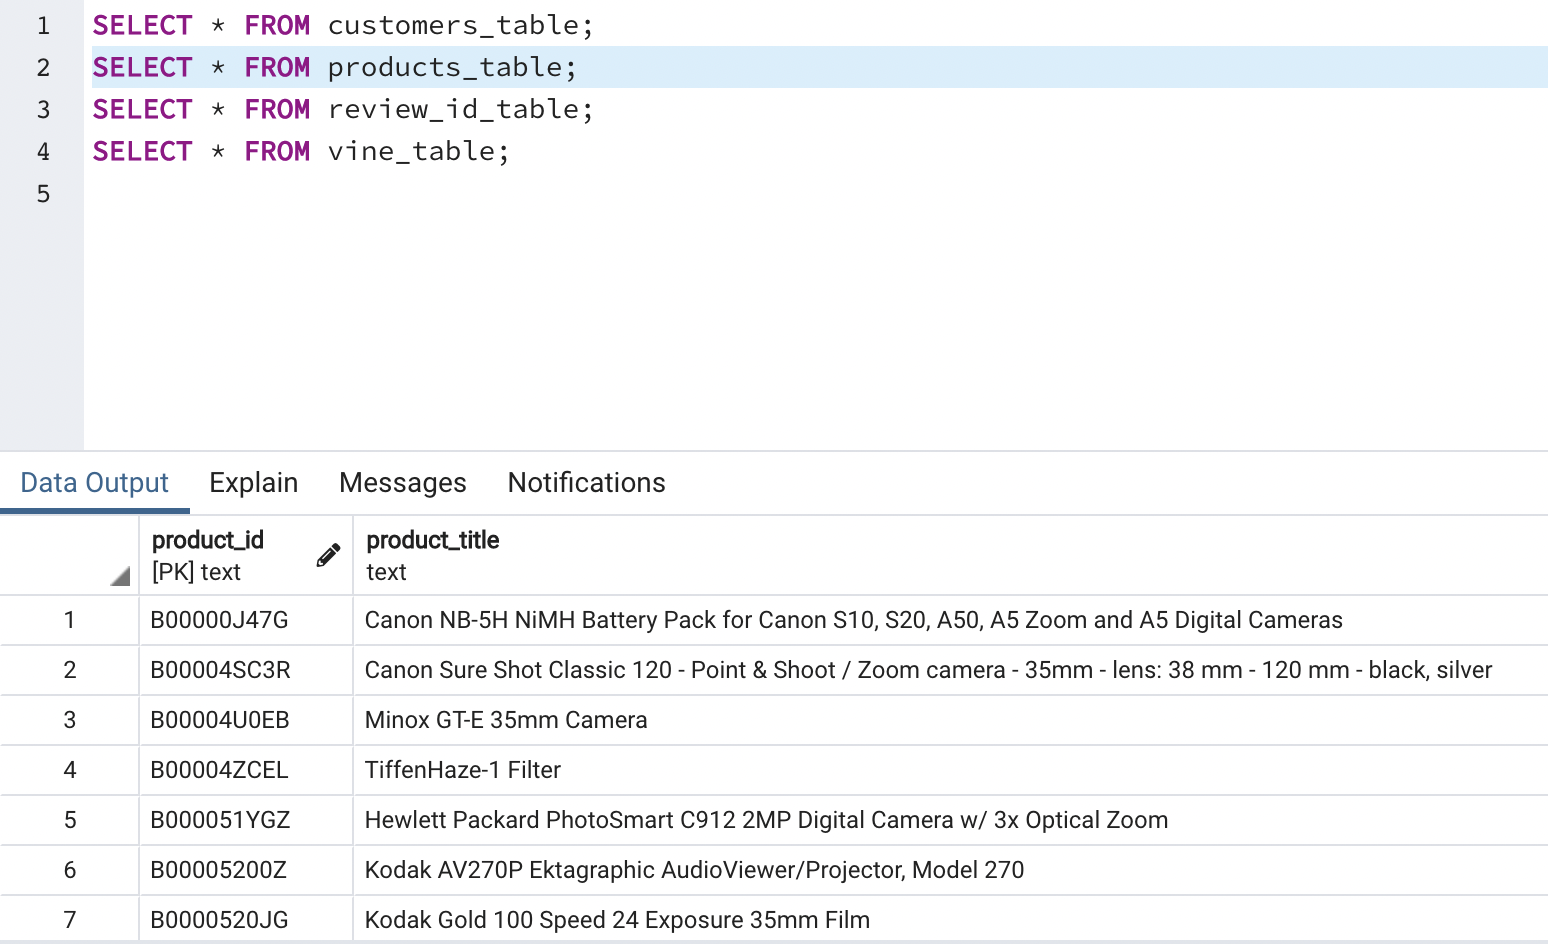 1 SELECT * FROM customers_table;
2 SELECT * FROM products_table;
3 SELECT * FROM review_id_table;
4 SELECT * FROM vine_table;
5
Data Output Explain Messages Notifications
product_id product_title
[PK] text text
1 B00000J47G Canon NB-5H NiMH Battery Pack for Canon S10, S20, A50, A5 Zoom and A5 Digital Cameras
2 B00004SC3R Canon Sure Shot Classic 120 - Point & Shoot / Zoom camera - 35mm - lens: 38 mm - 120 mm - black, silver
3 B00004U0EB Minox GT-E 35mm Camera
4 B00004ZCEL TiffenHaze-1 Filter
5 B000051YGZ Hewlett Packard PhotoSmart C912 2MP Digital Camera w/ 3x Optical Zoom
6 B00005200Z Kodak AV270P Ektagraphic AudioViewer/Projector, Model 270
7 B0000520JG Kodak Gold 100 Speed 24 Exposure 35mm Film